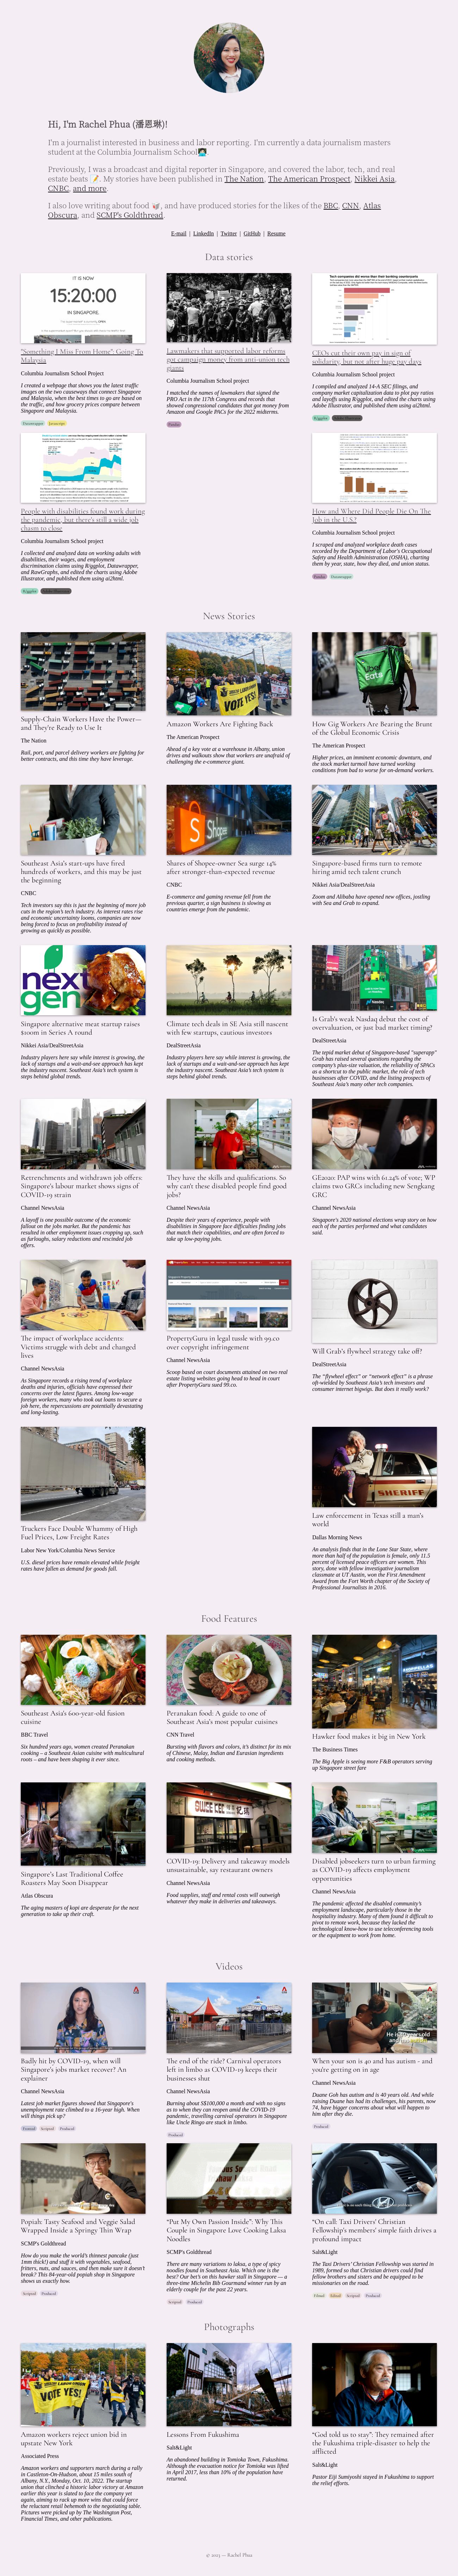 Hi, I'm Rachel Phua (潘恩琳)!
I'm a journalist interested in business and labor reporting. I'm currently a data journalism masters
student at the Columbia Journalism School
Previously, I was a broadcast and digital reporter in Singapore, and covered the labor, tech, and real
estate beats 📝. My stories have been published in The Nation, The American Prospect, Nikkei Asia,
CNBC, and more.
I also love writing about food 🥡, and have produced stories for the likes of the BBC, CNN, Atlas
Obscura, and SCMP's Goldthread.
E-mail | LinkedIn | Twitter | GitHub | Resume
Data stories
IT IS NOW
15:20:00
IN SINGAPORE.
"Something I Miss From Home": Going To
Malaysia
Columbia Journalism School Project
I created a webpage that shows you the latest traffic
images on the two causeways that connect Singapore
and Malaysia, when the best times to go are based
on the traffic, and how grocery prices compare between
Singapore and Malaysia.
Datawrapper Javascript
Lawmakers that supported labor reforms
got campaign money from anti-union tech
giants
Columbia Journalism School project
I matched the names of lawmakers that signed the
PRO Act in the 117th Congress and records that
showed congressional candidates that got money from
Amazon and Google PACs for the 2022 midterms.
Tech companies did worse than their banking counterparts
CEOs cut their own pay in sign of
solidarity, but not after huge pay days
Columbia Journalism School project
I compiled and analyzed 14-A SEC filings, and
company market capitalization data to plot pay ratios
and layoffs using R/ggplot, and edited the charts using
Adobe Illustrator, and published them using ai2html.
People with disabilities found work during
the pandemic, but there's still a wide job
chasm to close
Columbia Journalism School project
I collected and analyzed data on working adults with
disabilities, their wages, and employment
discrimination claims using R/ggplot, Datawrapper,
and RawGraphs, and edited the charts using Adobe
Illustrator, and published them using ai2html.
How and Where Did People Die On The
Job in the U.S.?
Columbia Journalism School project
I scraped and analyzed workplace death cases
recorded by the Department of Labor's Occupational
Safety and Health Administration (OSHA), charting
them by year, state, how they died, and union status.
Datawrapper
News Stories
Supply-Chain Workers Have the Power—
and They're Ready to Use It
The Nation
Rail, port, and parcel delivery workers are fighting for
better contracts, and this time they have leverage.
VOTE YES!
Amazon Workers Are Fighting Back
The American Prospect
Ahead of a key vote at a warehouse in Albany, union
drives and walkouts show that workers are unafraid of
challenging the e-commerce giant.
Uber
Eats
How Gig Workers Are Bearing the Brunt
of the Global Economic Crisis
The American Prospect
Higher prices, an imminent economic downturn, and
the stock market turmoil have turned working
conditions from bad to worse for on-demand workers.
Southeast Asia's start-ups have fired
hundreds of workers, and this may be just
the beginning
CNBC
Tech investors say this is just the beginning of more job
cuts in the region's tech industry. As interest rates rise
and economic uncertainty looms, companies are now
being forced to focus on profitability instead of
growing as quickly as possible.
Shares of Shopee-owner Sea surge 14%
after stronger-than-expected revenue
CNBC
E-commerce and gaming revenue fell from the
previous quarter, a sign business is slowing as
countries emerge from the pandemic.
Singapore-based firms turn to remote
hiring amid tech talent crunch
Nikkei Asia/DealStreetAsia
Zoom and Alibaba have opened new offices, jostling
with Sea and Grab to expand.
next
gen
Singapore alternative meat startup raises
$100m in Series A round
Nikkei Asia/DealStreetAsia
Industry players here say while interest is growing, the
lack of startups and a wait-and-see approach has kept
the industry nascent. Southeast Asia's tech system is
steps behind global trends.
Climate tech deals in SE Asia still nascent
with few startups, cautious investors
DealStreetAsia
Industry players here say while interest is growing, the
lack of startups and a wait-and-see approach has kept
the industry nascent. Southeast Asia's tech system is
steps behind global trends.
Is Grab's weak Nasdaq debut the cost of
overvaluation, or just bad market timing?
DealStreetAsia
The tepid market debut of Singapore-based "superapp"
Grab has raised several questions regarding the
company's plus-size valuation, the reliability of SPACs
as a shortcut to the public market, the role of tech
businesses after COVID, and the listing prospects of
Southeast Asia's many other tech companies.
Retrenchments and withdrawn job offers:
Singapore's labour market shows signs of
COVID-19 strain
Channel NewsAsia
A layoff is one possible outcome of the economic
fallout on the job market. But the pandemic has
resulted in other employment issues cropping up, such
as furloughs, salary reductions and rescinded job
offers.
They have the skills and qualifications. So
why can't these disabled people find good
jobs?
Channel NewsAsia
Despite their years of experience, people with
disabilities in Singapore face difficulties finding jobs
that match their capabilities, and are often forced to
take up low-paying jobs.
GE2020: PAP wins with 61.24% of vote; WP
claims two GRCs including new Sengkang
GRC
Channel NewsAsia
Singapore's 2020 national elections wrap story on how
each of the parties performed and what candidates
said.
The impact of workplace accidents:
Victims struggle with debt and changed
lives
Channel NewsAsia
As Singapore records a rising trend of workplace
deaths and injuries, officials have expressed their
concerns over the latest figures. Among low-wage
foreign workers, many who took out loans to secure a
job here, the repercussions are potentially devastating
and long-lasting.
PropertyGuru in legal tussle with 99.co
over copyright infringement
Channel NewsAsia
Scoop based on court documents attained on two real
estate listing websites going head to head in court
after PropertyGuru sued 99.co.
Will Grab's flywheel strategy take off?
DealStreetAsia
The "flywheel effect" or "network effect" is a phrase
oft-wielded by Southeast Asia's tech investors and
consumer internet bigwigs. But does it really work?
Truckers Face Double Whammy of High
Fuel Prices, Low Freight Rates
Labor New York/Columbia News Service
U.S. diesel prices have remain elevated while freight
rates have fallen as demand for goods fall.
SHERIFF
Law enforcement in Texas still a man's
world
Dallas Morning News
An analysis finds that in the Lone Star State, where
more than half of the population is female, only 11.5
percent of licensed peace officers are women. This
story, done with fellow investigative journalism
classmate at UT Austin, won the First Amendment
Award from the Fort Worth chapter of the Society of
Professional Journalists in 2016.
Food Features
Southeast Asia's 600-year-old fusion
cuisine
BBC Travel
Six hundred years ago, women created Peranakan
cooking – a Southeast Asian cuisine with multicultural
roots – and have been shaping it ever since.
Peranakan food: A guide to one of
Southeast Asia's most popular cuisines
CNN Travel
Bursting with flavors and colors, it's distinct for its mix
of Chinese, Malay, Indian and Eurasian ingredients
and cooking methods.
Hawker food makes it big in New York
The Business Times
The Big Apple is seeing more F&B operators serving
up Singapore street fare
Singapore's Last Traditional Coffee
Roasters May Soon Disappear
Atlas Obscura
The aging masters of kopi are desperate for the next
generation to take up their craft.
COVID-19: Delivery and takeaway models
unsustainable, say restaurant owners
Channel NewsAsia
Food supplies, staff and rental costs will outweigh
whatever they make in deliveries and takeaways.
Disabled jobseekers turn to urban farming
as COVID-19 affects employment
opportunities
Channel NewsAsia
The pandemic affected the disabled community's
employment landscape, particularly those in the
hospitality industry. Many of them found it difficult to
pivot to remote work, because they lacked the
technological know-how to use teleconferencing tools
or the equipment to work from home.
Videos
Badly hit by COVID-19, when will
Singapore's jobs market recover? An
explainer
Channel NewsAsia
Latest job market figures showed that Singapore's
unemployment rate climbed to a 16-year high. When
will things pick up?
Scripted Produced
The end of the ride? Carnival operators
left in limbo as COVID-19 keeps their
businesses shut
Channel NewsAsia
Burning about S$100,000 a month and with no signs
as to when they can reopen amid the COVID-19
pandemic, travelling carnival operators in Singapore
like Uncle Ringo are stuck in limbo.
Produced
When your son is 40 and has autism - and
you're getting on in age
Channel NewsAsia
Duane Goh has autism and is 40 years old. And while
raising Duane has had its challenges, his parents, now
74, have bigger concerns about what will happen to
him after they die.
Produced
Popiah: Tasty Seafood and Veggie Salad
Wrapped Inside a Springy Thin Wrap
SCMP's Goldthread
How do you make the world's thinnest pancake (just
1mm thick) and stuff it with vegetables, seafood,
fritters, nuts, and sauces, and then make sure it doesn't
break? This 84-year-old popiah shop in Singapore
shows us exactly how.
Scripted Produced
"Put My Own Passion Inside": Why This
Couple in Singapore Love Cooking Laksa
Noodles
SCMP's Goldthread
There are many variations to laksa, a type of spicy
noodles found in Southeast Asia. Which one is the
best? Our bet's on this hawker stall in Singapore — a
three-time Michelin Bib Gourmand winner run by an
elderly couple for the past 22 years.
Scripted Produced
"On call: Taxi Drivers' Christian
Fellowship's members' simple faith drives a
profound impact
Salt&Light
The Taxi Drivers' Christian Fellowship was started in
1989, formed so that Christian drivers could find
fellow brothers and sisters and be equipped to be
missionaries on the road.
Filmed Edited Scripted Produced
Photographs
VOTE YES!
Amazon workers reject union bid in
upstate New York
Associated Press
Amazon workers and supporters march during a rally
in Castleton-On-Hudson, about 15 miles south of
Albany, N.Y., Monday, Oct. 10, 2022. The startup
union that clinched a historic labor victory at Amazon
earlier this year is slated to face the company yet
again, aiming to rack up more wins that could force
the reluctant retail behemoth to the negotiating table.
Pictures were picked up by The Washington Post,
Financial Times, and other publications.
Lessons From Fukushima
Salt&Light
An abandoned building in Tomioka Town, Fukushima.
Although the evacuation notice for Tomioka was lifted
in April 2017, less than 10% of the population have
returned.
"God told us to stay": They remained after
the Fukushima triple-disaster to help the
afflicted
Salt&Light
Pastor Eiji Sumiyoshi stayed in Fukushima to support
the relief efforts.
© 2023 — Rachel Phua